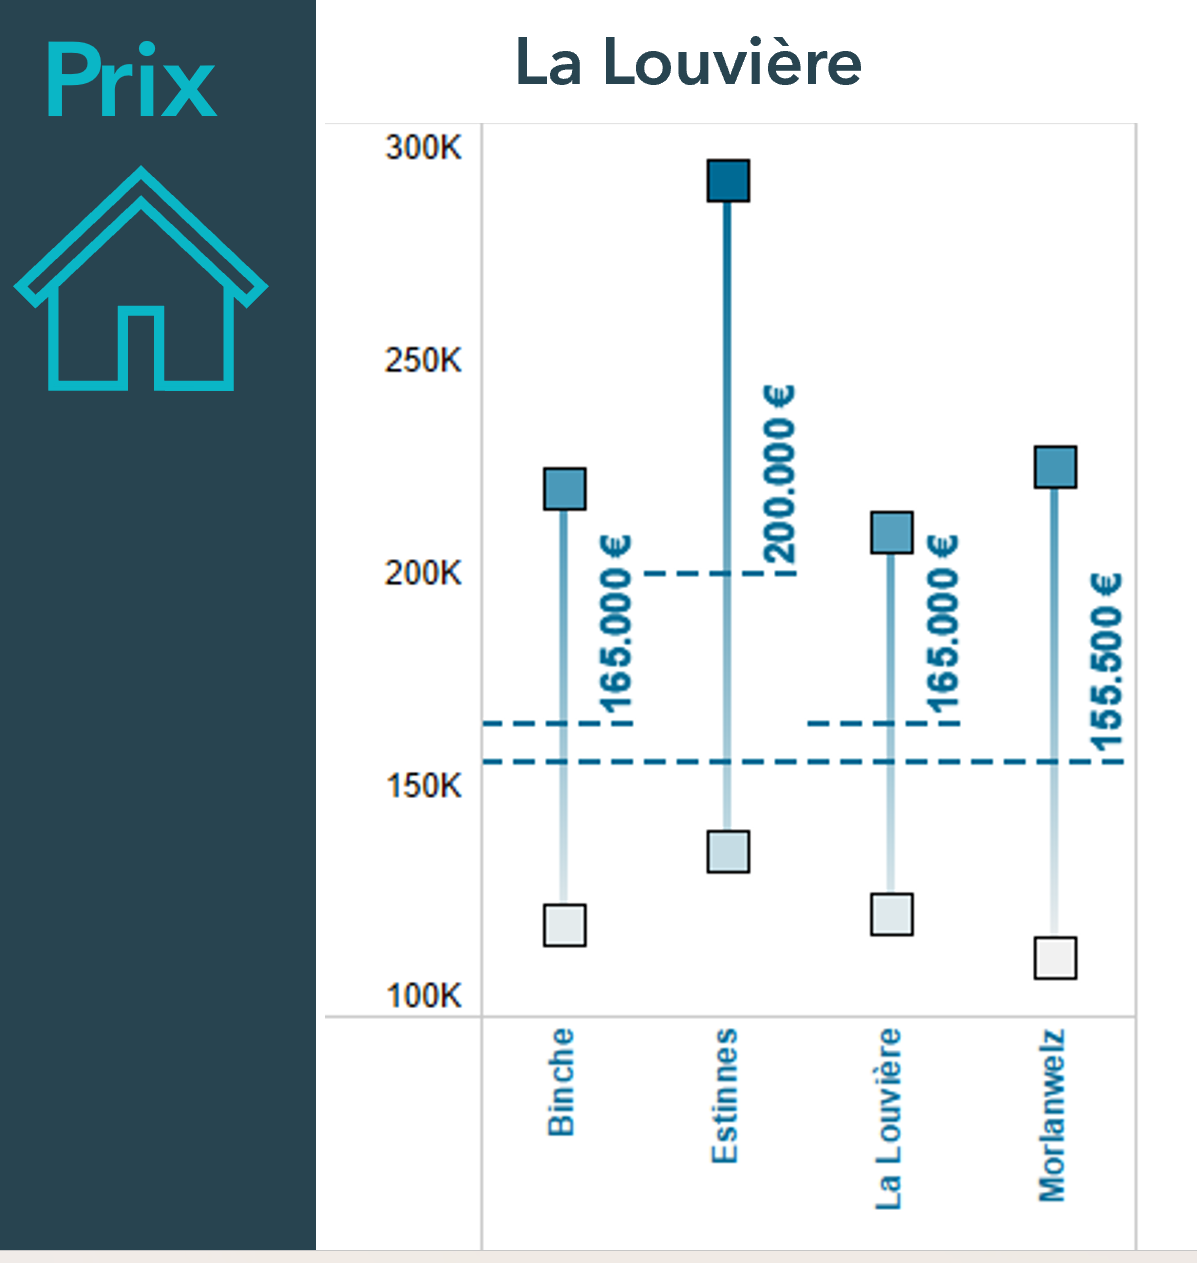 Prix
La Louvière
300K
250K
200K
150K
100K
165.000 €
200.000 €
165.000 €
155.500 €
Binche
Estinnes
La Louvière
Morlanwelz